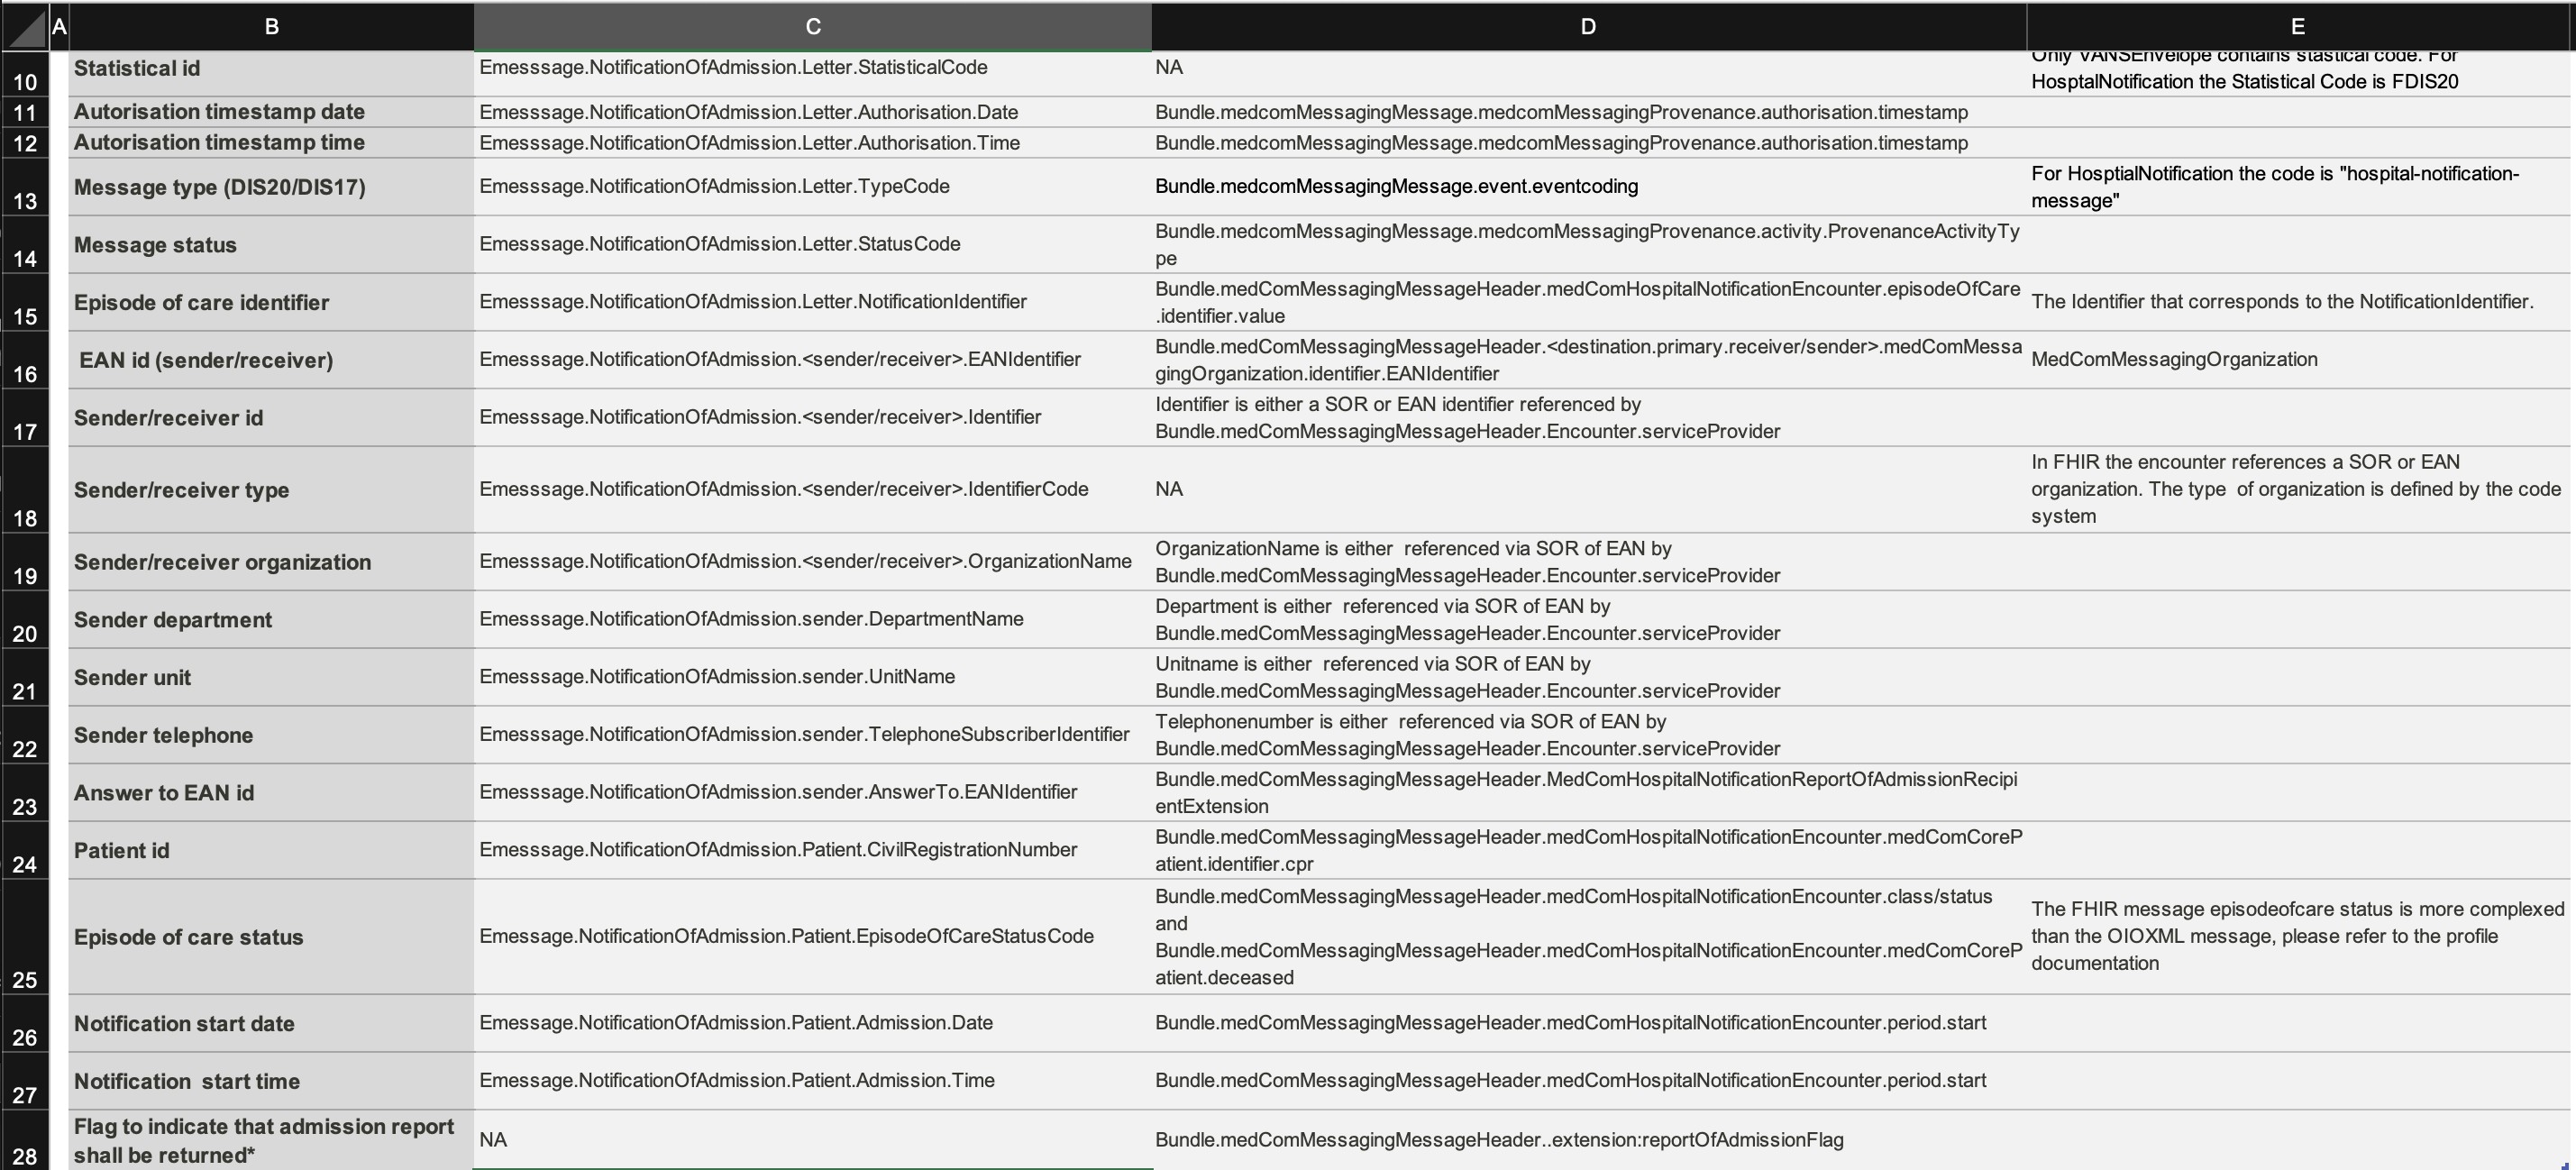 A B C D E
10 Statistical id Emesssage.NotificationOfAdmission.Letter.StatisticalCode NA Only VANSEnvelope contains stastical code. For
HosptalNotification the Statistical Code is FDIS20
11 Autorisation timestamp date Emesssage.NotificationOfAdmission.Letter.Authorisation.Date Bundle.medcomMessagingMessage.medcomMessagingProvenance.authorisation.timestamp
12 Autorisation timestamp time Emesssage.NotificationOfAdmission.Letter.Authorisation.Time Bundle.medcomMessagingMessage.medcomMessagingProvenance.authorisation.timestamp
13 Message type (DIS20/DIS17) Emesssage.NotificationOfAdmission.Letter.TypeCode Bundle.medcomMessagingMessage.event.eventcoding For HosptialNotification the code is "hospital-notification-
message"
14 Message status Emesssage.NotificationOfAdmission.Letter.StatusCode Bundle.medcomMessagingMessage.medcomMessagingProvenance.activity.ProvenanceActivityTy
pe
15 Episode of care identifier Emesssage.NotificationOfAdmission.Letter.NotificationIdentifier Bundle.medComMessagingMessageHeader.medComHospitalNotificationEncounter.episodeOfCare
.identifier.value
The Identifier that corresponds to the NotificationIdentifier.
16 EAN id (sender/receiver) Emesssage.NotificationOfAdmission.<sender/receiver>.EANIdentifier Bundle.medComMessagingMessageHeader.<destination.primary.receiver/sender>.medComMessa
gingOrganization.identifier.EANIdentifier
MedComMessagingOrganization
17 Sender/receiver id Emesssage.NotificationOfAdmission.<sender/receiver>.Identifier Identifier is either a SOR or EAN identifier referenced by
Bundle.medComMessagingMessageHeader.Encounter.serviceProvider
18 Sender/receiver type Emesssage.NotificationOfAdmission.<sender/receiver>.IdentifierCode NA In FHIR the encounter references a SOR or EAN
organization. The type  of organization is defined by the code
system
19 Sender/receiver organization Emesssage.NotificationOfAdmission.<sender/receiver>.OrganizationName OrganizationName is either  referenced via SOR of EAN by
Bundle.medComMessagingMessageHeader.Encounter.serviceProvider
20 Sender department Emesssage.NotificationOfAdmission.sender.DepartmentName Department is either  referenced via SOR of EAN by
Bundle.medComMessagingMessageHeader.Encounter.serviceProvider
21 Sender unit Emesssage.NotificationOfAdmission.sender.UnitName Unitname is either  referenced via SOR of EAN by
Bundle.medComMessagingMessageHeader.Encounter.serviceProvider
22 Sender telephone Emesssage.NotificationOfAdmission.sender.TelephoneSubscriberIdentifier Telephonenumber is either  referenced via SOR of EAN by
Bundle.medComMessagingMessageHeader.Encounter.serviceProvider
23 Answer to EAN id Emesssage.NotificationOfAdmission.sender.AnswerTo.EANIdentifier Bundle.medComMessagingMessageHeader.MedComHospitalNotificationReportOfAdmissionRecipi
entExtension
24 Patient id Emesssage.NotificationOfAdmission.Patient.CivilRegistrationNumber Bundle.medComMessagingMessageHeader.medComHospitalNotificationEncounter.medComCoreP
atient.identifier.cpr
25 Episode of care status Emessage.NotificationOfAdmission.Patient.EpisodeOfCareStatusCode Bundle.medComMessagingMessageHeader.medComHospitalNotificationEncounter.class/status
and
Bundle.medComMessagingMessageHeader.medComHospitalNotificationEncounter.medComCoreP
atient.deceased
The FHIR message episodeofcare status is more complexed
than the OIOXML message, please refer to the profile
documentation
26 Notification start date Emessage.NotificationOfAdmission.Patient.Admission.Date Bundle.medComMessagingMessageHeader.medComHospitalNotificationEncounter.period.start
27 Notification  start time Emessage.NotificationOfAdmission.Patient.Admission.Time Bundle.medComMessagingMessageHeader.medComHospitalNotificationEncounter.period.start
28 Flag to indicate that admission report
shall be returned*
NA Bundle.medComMessagingMessageHeader..extension:reportOfAdmissionFlag